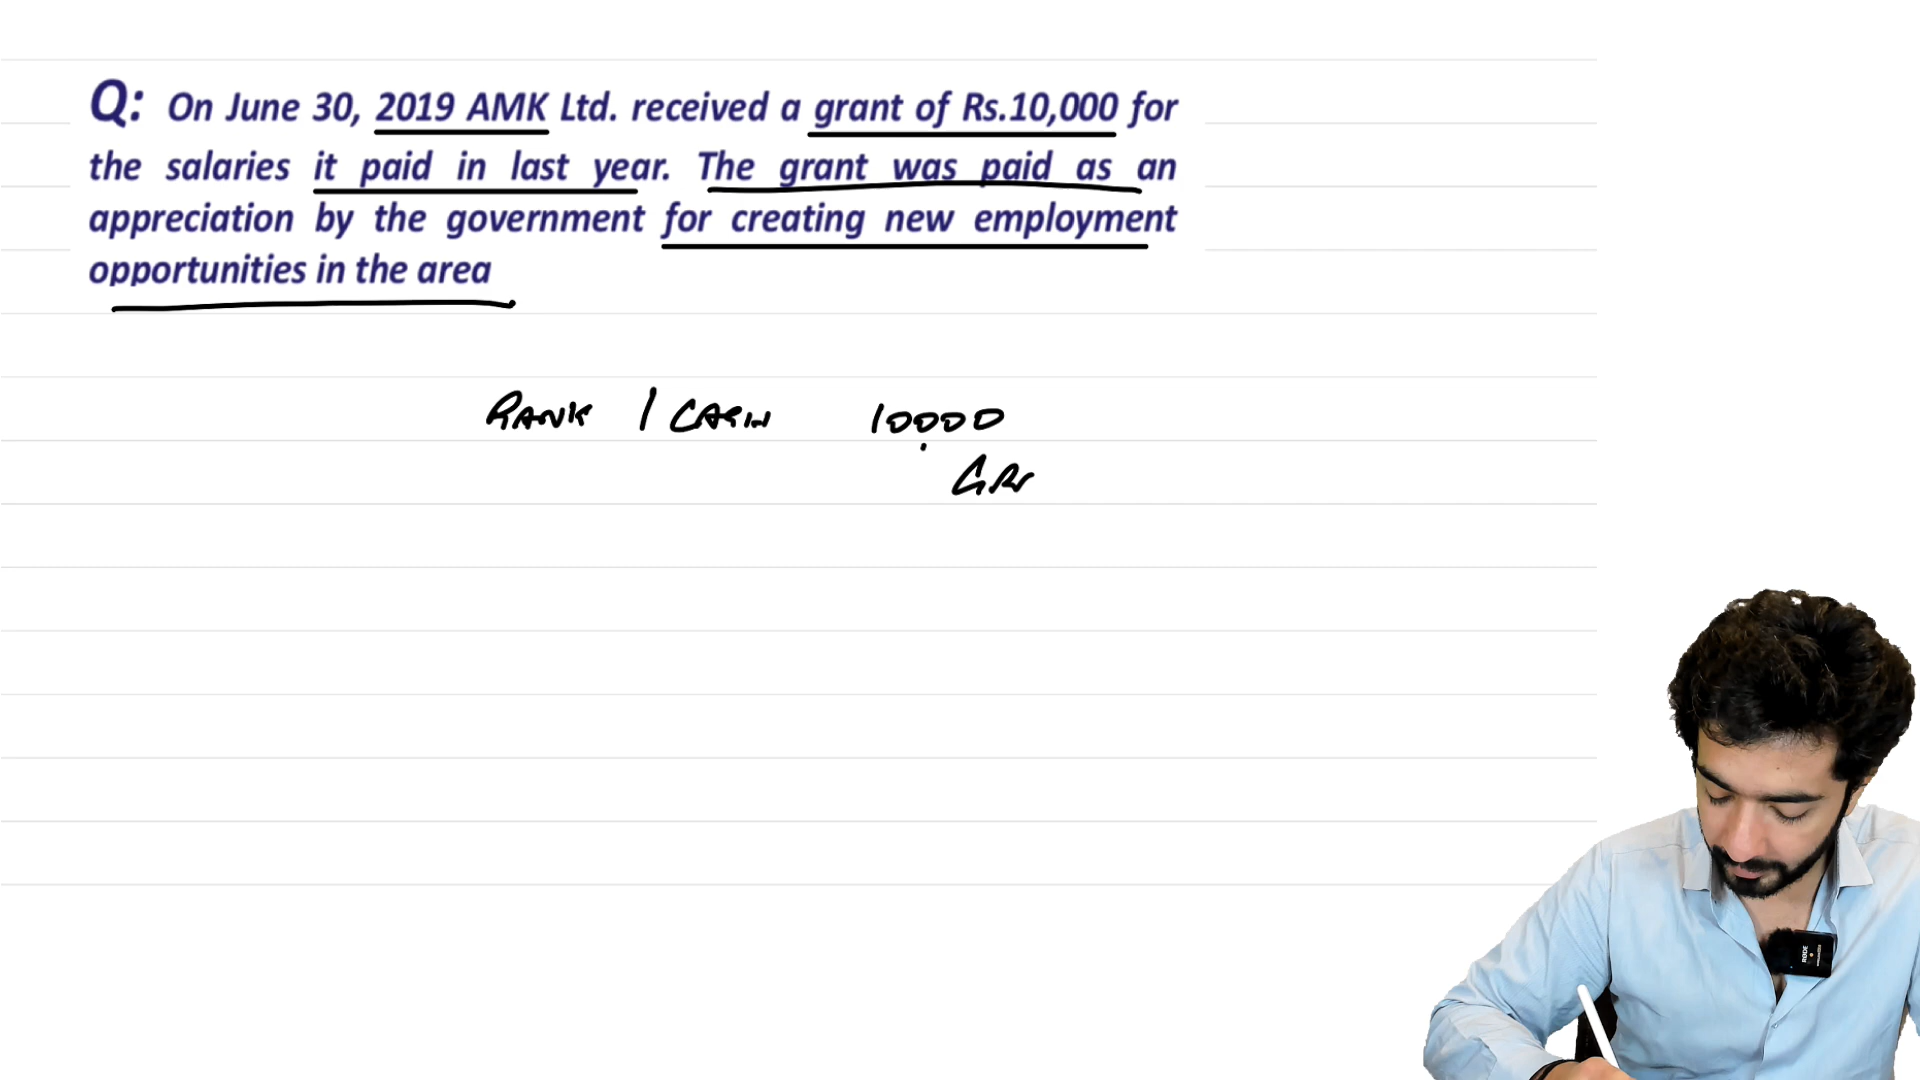 Q: On June 30, 2019 AMK Ltd. received a grant of Rs.10,000 for
the salaries it paid in last year. The grant was paid as an
appreciation by the government for creating new employment
opportunities in the area
BANK / CASH 10000
GRN
RODE